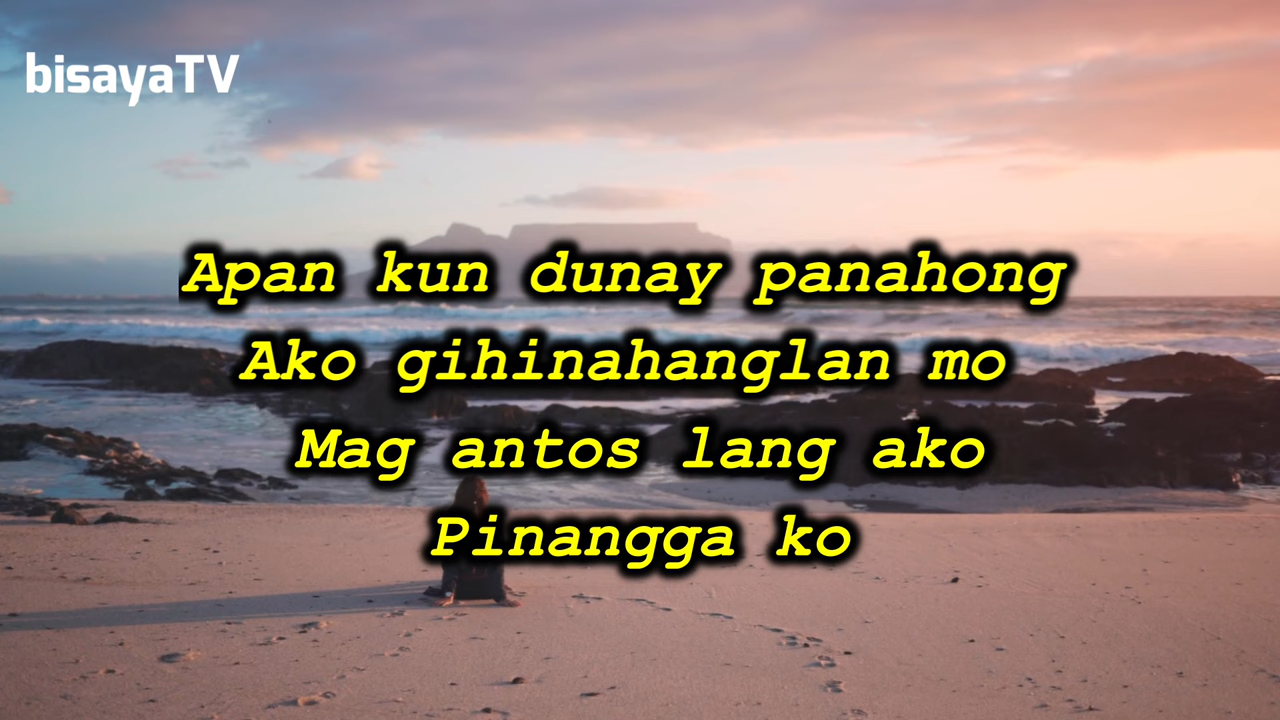 bisayaTV
Apan kun dunay panahong
Ako gihinahanglan mo
Mag antos lang ako
Pinangga ko